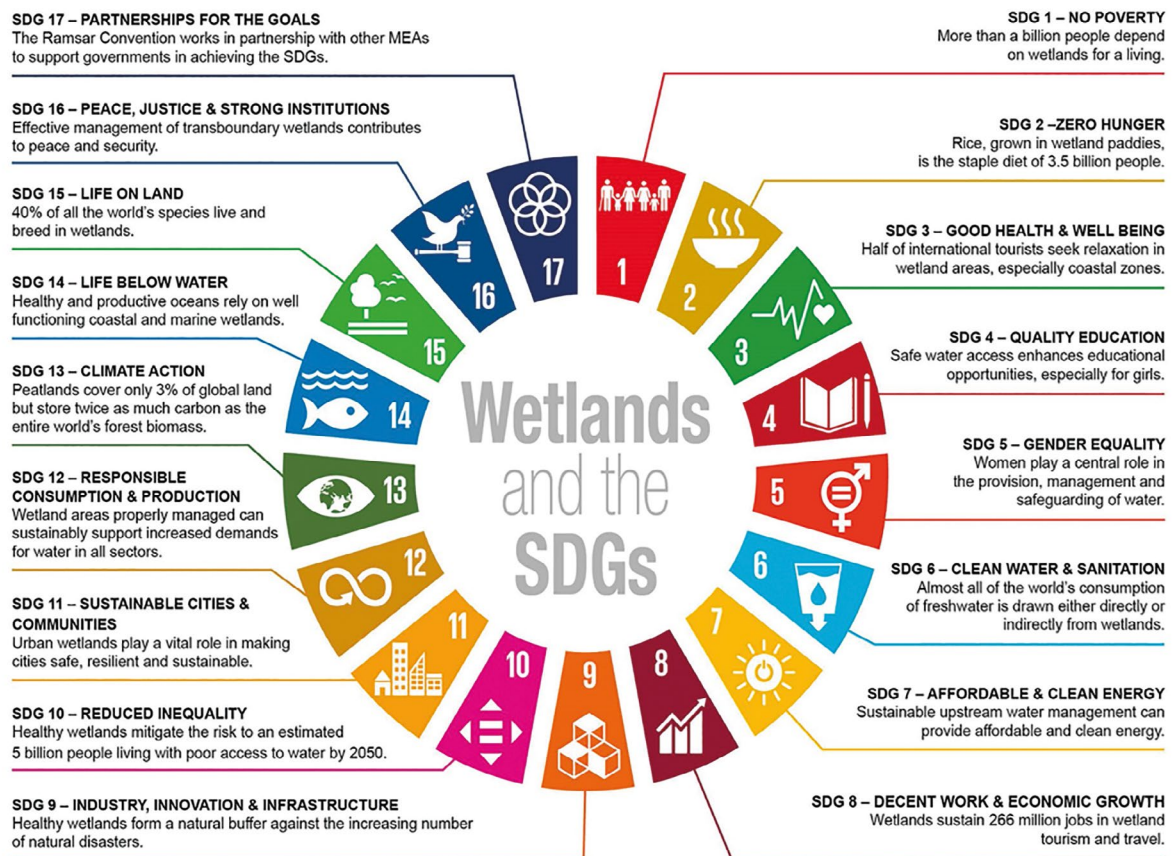 SDG 17 – PARTNERSHIPS FOR THE GOALS
The Ramsar Convention works in partnership with other MEAs
to support governments in achieving the SDGs.
SDG 16 – PEACE, JUSTICE & STRONG INSTITUTIONS
Effective management of transboundary wetlands contributes
to peace and security.
SDG 15 – LIFE ON LAND
40% of all the world's species live and
breed in wetlands.
SDG 14 – LIFE BELOW WATER
Healthy and productive oceans rely on well
functioning coastal and marine wetlands.
SDG 13 – CLIMATE ACTION
Peatlands cover only 3% of global land
but store twice as much carbon as the
entire world's forest biomass.
SDG 12 – RESPONSIBLE
CONSUMPTION & PRODUCTION
Wetland areas properly managed can
sustainably support increased demands
for water in all sectors.
SDG 11 – SUSTAINABLE CITIES &
COMMUNITIES
Urban wetlands play a vital role in making
cities safe, resilient and sustainable.
SDG 10 – REDUCED INEQUALITY
Healthy wetlands mitigate the risk to an estimated
5 billion people living with poor access to water by 2050.
SDG 9 – INDUSTRY, INNOVATION & INFRASTRUCTURE
Healthy wetlands form a natural buffer against the increasing number
of natural disasters.
SDG 1 – NO POVERTY
More than a billion people depend
on wetlands for a living.
SDG 2 –ZERO HUNGER
Rice, grown in wetland paddies,
is the staple diet of 3.5 billion people.
SDG 3 – GOOD HEALTH & WELL BEING
Half of international tourists seek relaxation in
wetland areas, especially coastal zones.
SDG 4 – QUALITY EDUCATION
Safe water access enhances educational
opportunities, especially for girls.
SDG 5 – GENDER EQUALITY
Women play a central role in
the provision, management and
safeguarding of water.
SDG 6 – CLEAN WATER & SANITATION
Almost all of the world's consumption
of freshwater is drawn either directly or
indirectly from wetlands.
SDG 7 – AFFORDABLE & CLEAN ENERGY
Sustainable upstream water management can
provide affordable and clean energy.
SDG 8 – DECENT WORK & ECONOMIC GROWTH
Wetlands sustain 266 million jobs in wetland
tourism and travel.
1
2
3
4
5
6
7
8
9
10
11
12
13
14
15
16
17
Wetlands
and the
SDGs